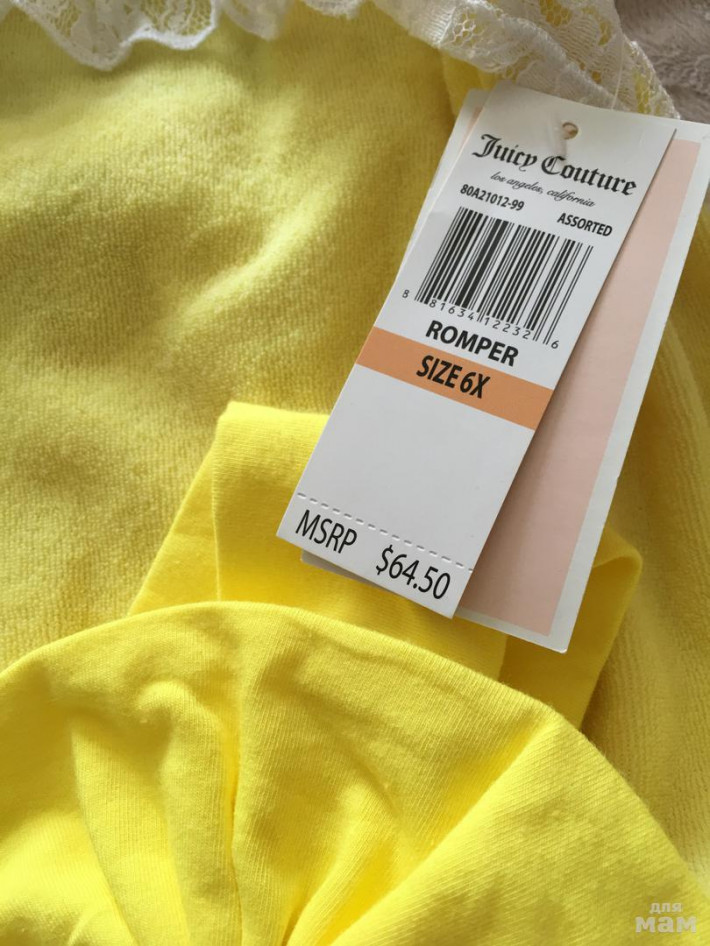 Juicy Couture
los angeles, california
80A21012-99
ASSORTED
8 81634 12232 6
ROMPER
SIZE 6X
MSRP $64.50
для
мам